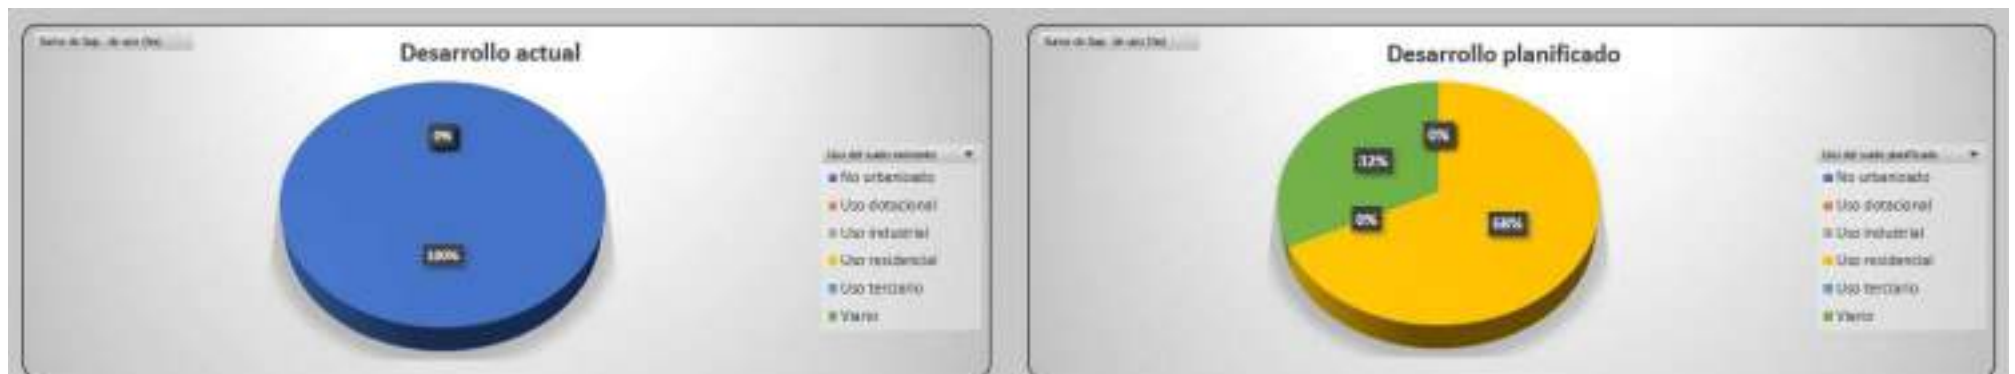 Desarrollo actual
0%
100%
No urbanizado
Uso dotacional
Uso industrial
Uso residencial
Uso terciario
Viario
Desarrollo planificado
0%
32%
0%
68%
Uso del suelo planificado
No urbanizado
Uso dotacional
Uso industrial
Uso residencial
Uso terciario
Viario